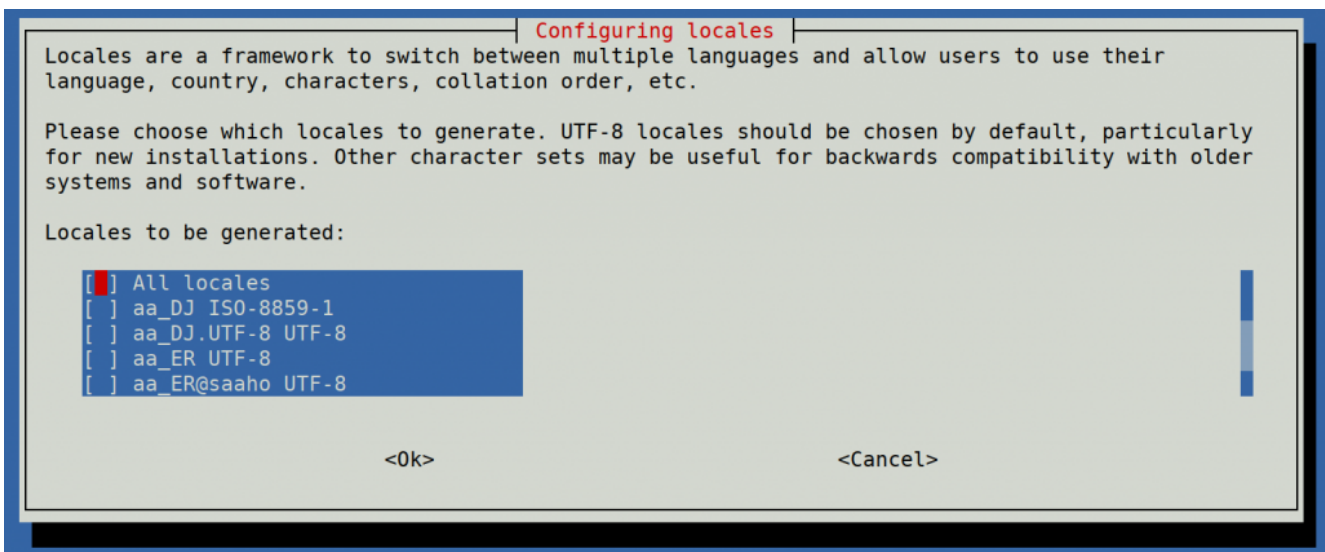 Configuring locales
Locales are a framework to switch between multiple languages and allow users to use their
language, country, characters, collation order, etc.
Please choose which locales to generate. UTF-8 locales should be chosen by default, particularly
for new installations. Other character sets may be useful for backwards compatibility with older
systems and software.
Locales to be generated:
[ ] All locales
[ ] aa_DJ ISO-8859-1
[ ] aa_DJ.UTF-8 UTF-8
[ ] aa_ER UTF-8
[ ] aa_ER@saaho UTF-8
<Ok> <Cancel>